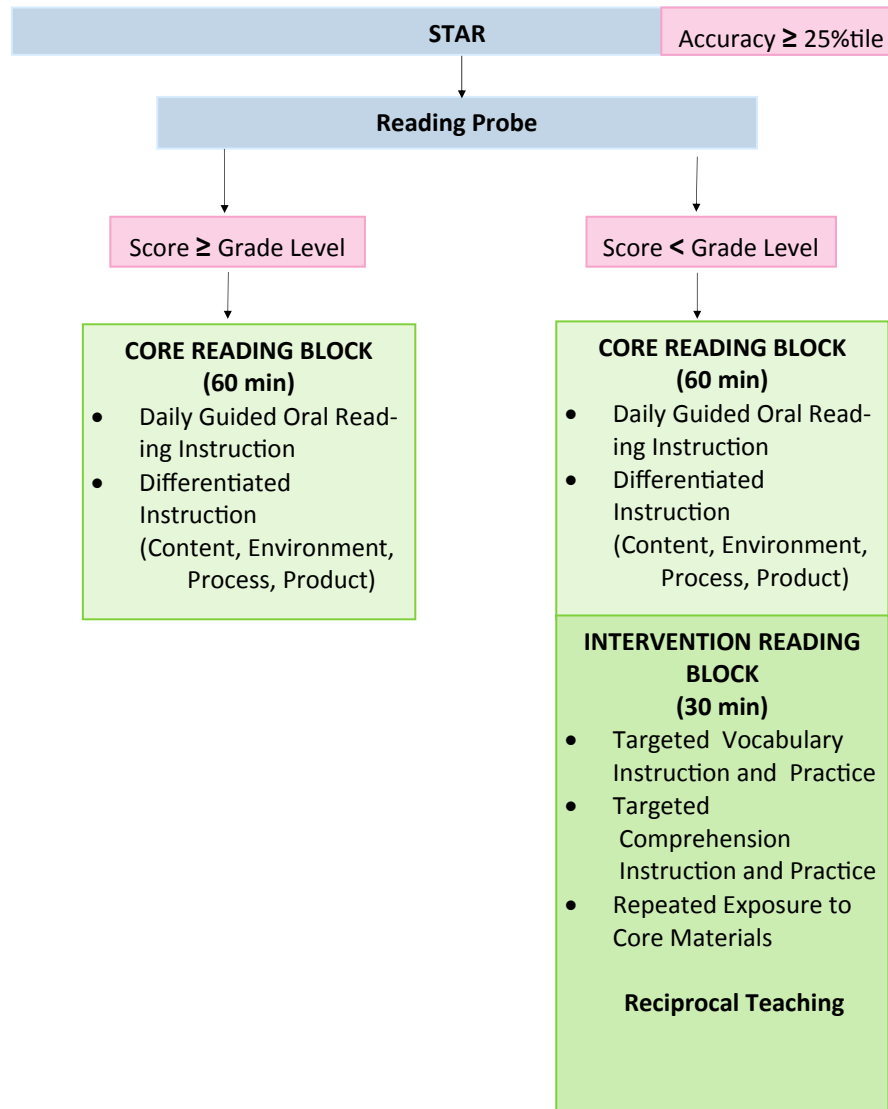 STAR
Accuracy ≥ 25%tile
Reading Probe
Score ≥ Grade Level
Score < Grade Level
CORE READING BLOCK
(60 min)
• Daily Guided Oral Read-
ing Instruction
• Differentiated
Instruction
(Content, Environment,
Process, Product)
CORE READING BLOCK
(60 min)
• Daily Guided Oral Read-
ing Instruction
• Differentiated
Instruction
(Content, Environment,
Process, Product)
INTERVENTION READING
BLOCK
(30 min)
• Targeted Vocabulary
Instruction and Practice
• Targeted
Comprehension
Instruction and Practice
• Repeated Exposure to
Core Materials
Reciprocal Teaching